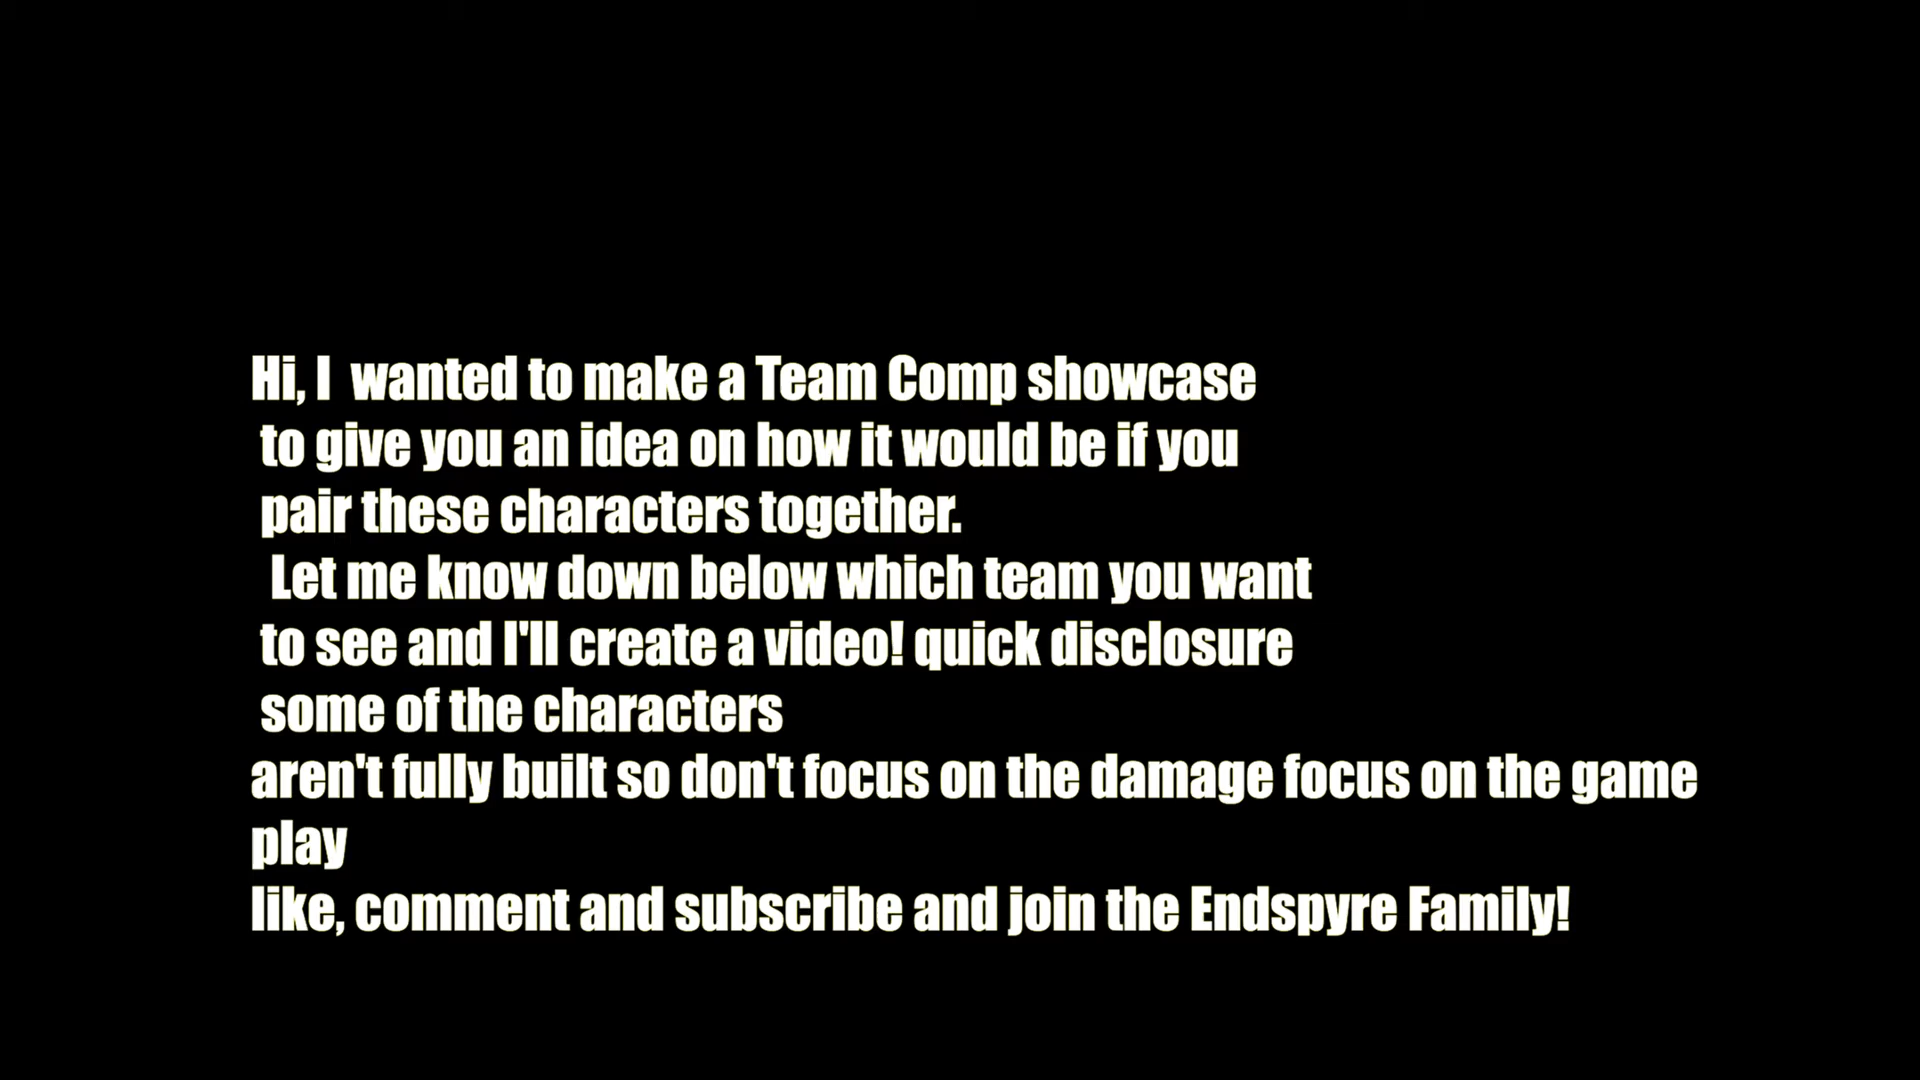 Hi, I  wanted to make a Team Comp showcase
to give you an idea on how it would be if you
pair these characters together.
Let me know down below which team you want
to see and I'll create a video! quick disclosure
some of the characters
aren't fully built so don't focus on the damage focus on the game
play
like, comment and subscribe and join the Endspyre Family!